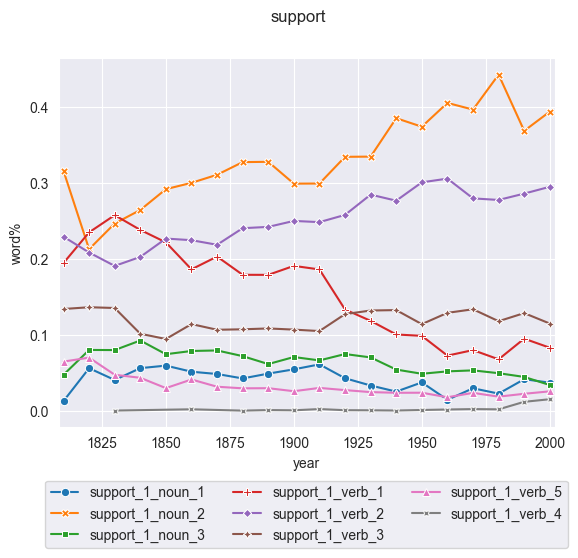 support
0.4
0.3
0.2
0.1
0.0
word%
1825 1850 1875 1900 1925 1950 1975 2000
year
support_1_noun_1 support_1_verb_1 support_1_verb_5
support_1_noun_2 support_1_verb_2 support_1_verb_4
support_1_noun_3 support_1_verb_3